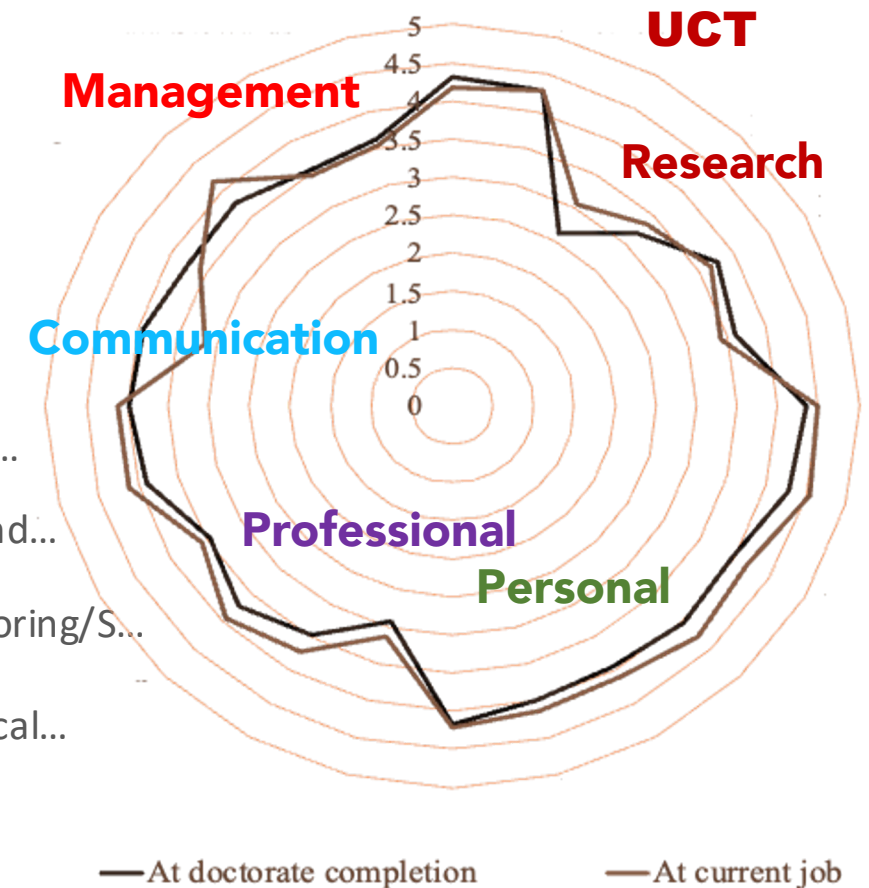 UCT
5
4.5
Management
4
3.5
Research
3
2.5
2
1.5
Communication
1
0.5
0
...
nd...
Professional
Personal
oring/S...
cal...
At doctorate completion
At current job